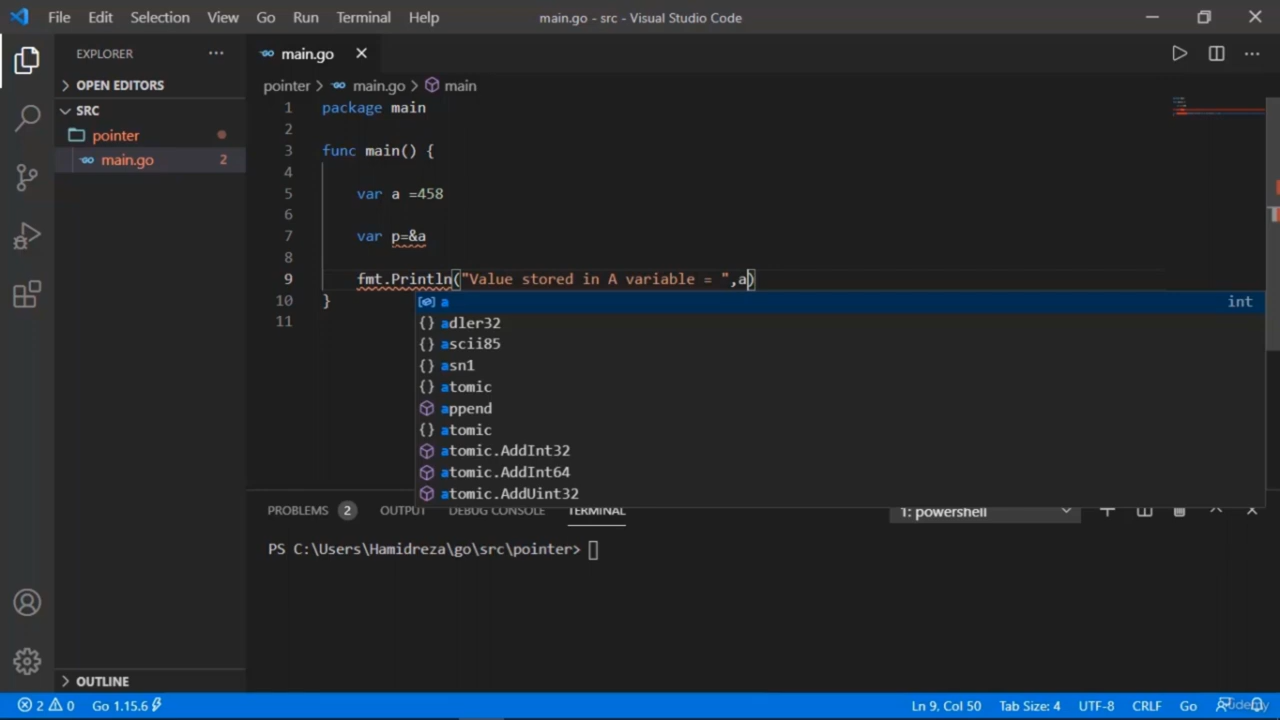 File Edit Selection View Go Run Terminal Help main.go - src - Visual Studio Code
EXPLORER
main.go
OPEN EDITORS
SRC
pointer
main.go 2
pointer > main.go > main
1 package main
2
3 func main() {
4
5 var a =458
6
7 var p=&a
8
9 fmt.Println("Value stored in A variable = ",a)
10 }
11
a int
adler32
ascii85
asn1
atomic
append
atomic
atomic.AddInt32
atomic.AddInt64
atomic.AddUint32
PROBLEMS 2 OUTPUT DEBUG CONSOLE TERMINAL 1: powershell
PS C:\Users\Hamidreza\go\src\pointer>
OUTLINE
2 0 Go 1.15.6 Ln 9, Col 50 Tab Size: 4 UTF-8 CRLF Go
Udemy